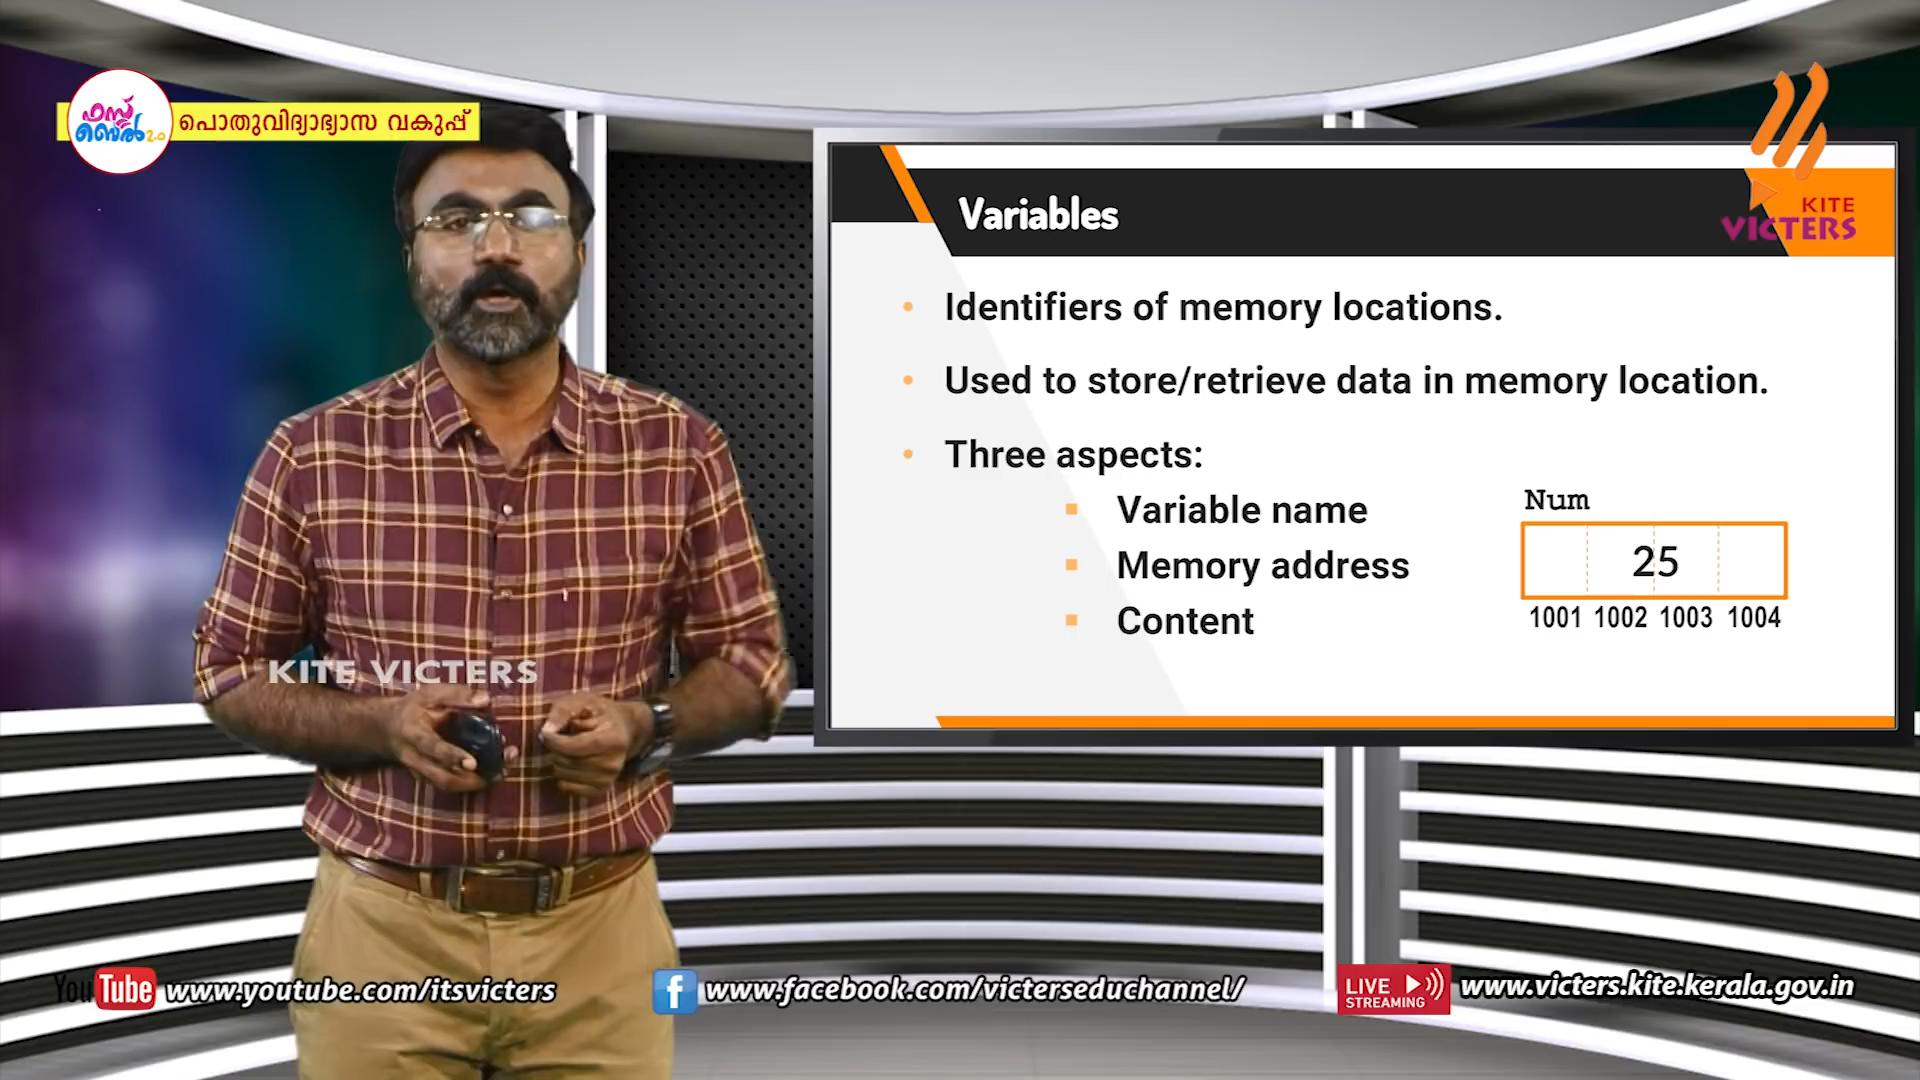 ഫസ്റ്റ്
ബെൽ 2.0
പൊതുവിദ്യാഭ്യാസ വകുപ്പ്
KITE
VICTERS
Variables
Identifiers of memory locations.
Used to store/retrieve data in memory location.
Three aspects:
Variable name
Memory address
Content
Num
25
1001 1002 1003 1004
KITE VICTERS
YouTube www.youtube.com/itsvicters
f www.facebook.com/victerseduchannel/
LIVE STREAMING www.victers.kite.kerala.gov.in